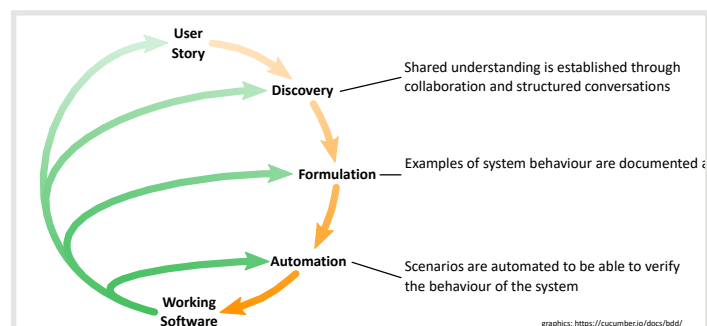 User
Story
Discovery
Shared understanding is established through
collaboration and structured conversations
Formulation
Examples of system behaviour are documented
Automation
Scenarios are automated to be able to verify
the behaviour of the system
Working
Software
graphics: https://cucumber.io/docs/bdd/